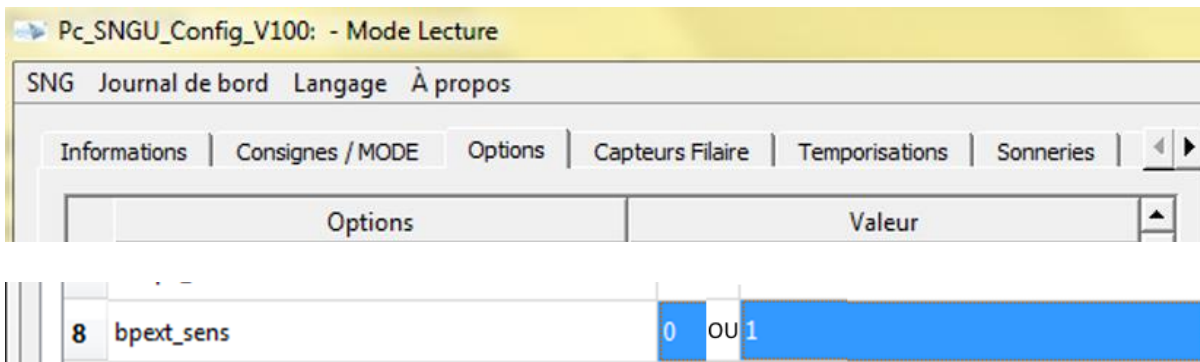 Pc_SNGU_Config_V100: - Mode Lecture
SNG Journal de bord Langage À propos
Informations Consignes / MODE Options Capteurs Filaire Temporisations Sonneries
Options Valeur
8 bpext_sens 0 OU 1